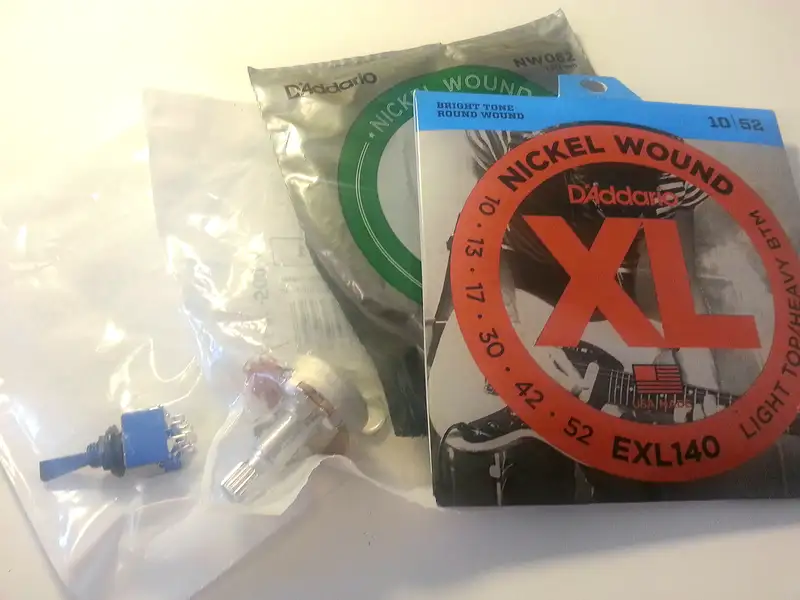 D'Addario
NW062
NICKEL WOUND
BRIGHT TONE
ROUND WOUND
10|52
NICKEL WOUND
D'Addario
XL
10 · 13 · 17 · 30 · 42 · 52
EXL140
LIGHT TOP/HEAVY BTM